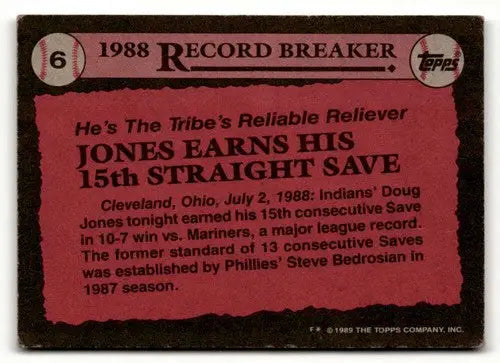 6
1988 RECORD BREAKER
Topps
He's The Tribe's Reliable Reliever
JONES EARNS HIS
15th STRAIGHT SAVE
Cleveland, Ohio, July 2, 1988: Indians' Doug
Jones tonight earned his 15th consecutive Save
in 10-7 win vs. Mariners, a major league record.
The former standard of 13 consecutive Saves
was established by Phillies' Steve Bedrosian in
1987 season.
F* © 1989 THE TOPPS COMPANY, INC.